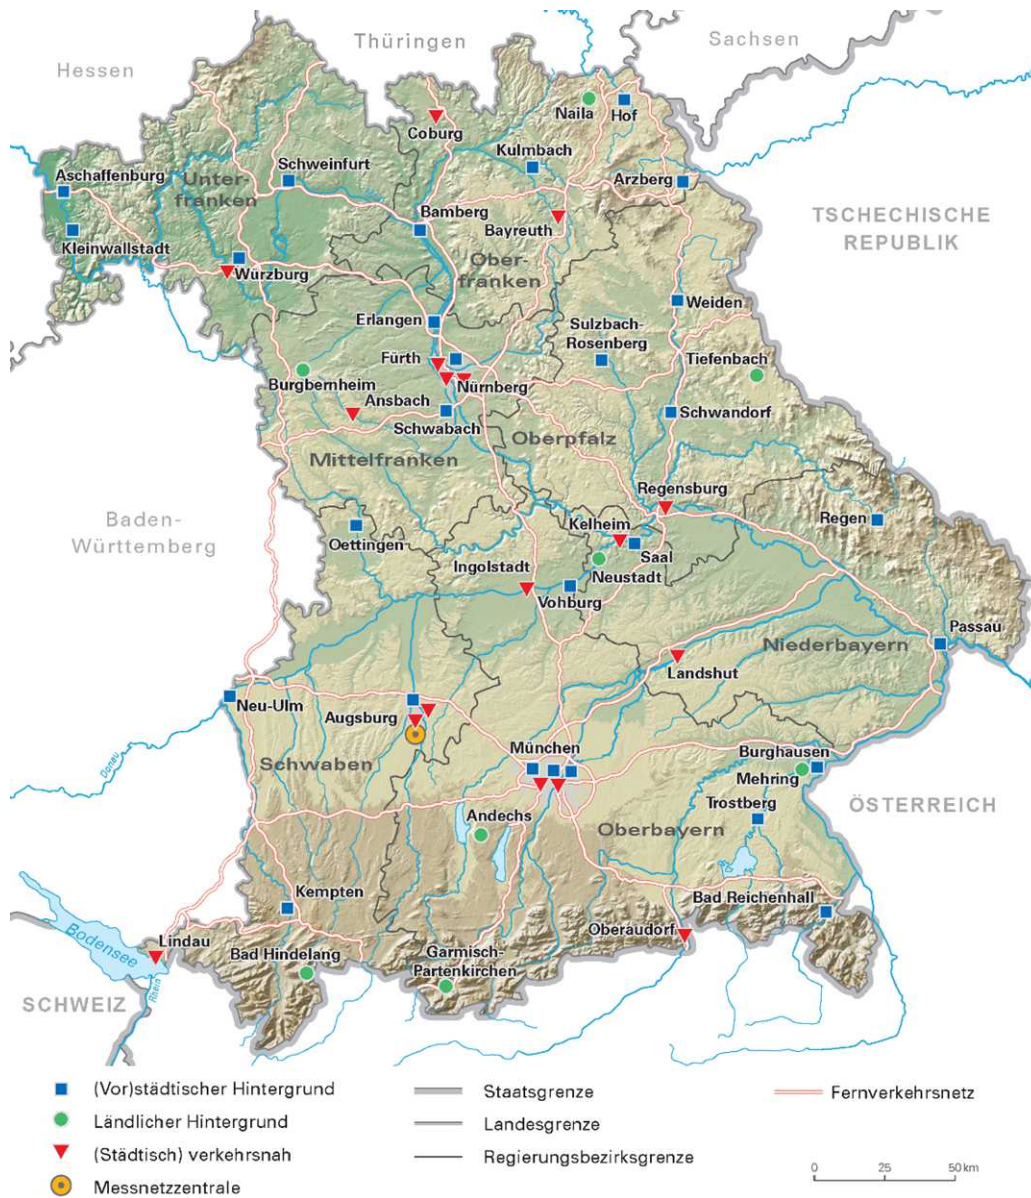 Sachsen
Thüringen
Hessen
Naila
Hof
Coburg
Kulmbach
Schweinfurt
Aschaffenburg
Unter-
franken
Arzberg
Bamberg
Bayreuth
TSCHECHISCHE
REPUBLIK
Kleinwallstadt
Ober-
franken
Würzburg
Weiden
Erlangen
Sulzbach-
Rosenberg
Fürth
Tiefenbach
Burgbernheim
Nürnberg
Ansbach
Schwabach
Schwandorf
Oberpfalz
Mittelfranken
Regensburg
Baden-
Württemberg
Kelheim
Regen
Oettingen
Saal
Ingolstadt
Neustadt
Vohburg
Passau
Niederbayern
Landshut
Neu-Ulm
Augsburg
Donau
München
Burghausen
Schwaben
Mehring
Trostberg
ÖSTERREICH
Andechs
Oberbayern
Kempten
Bad Reichenhall
Bodensee
Lindau
Oberaudorf
Bad Hindelang
Garmisch-
Partenkirchen
Rhein
SCHWEIZ
(Vor)städtischer Hintergrund
Ländlicher Hintergrund
(Städtisch) verkehrsnah
Messnetzzentrale
Staatsgrenze
Landesgrenze
Regierungsbezirksgrenze
Fernverkehrsnetz
0 25 50 km